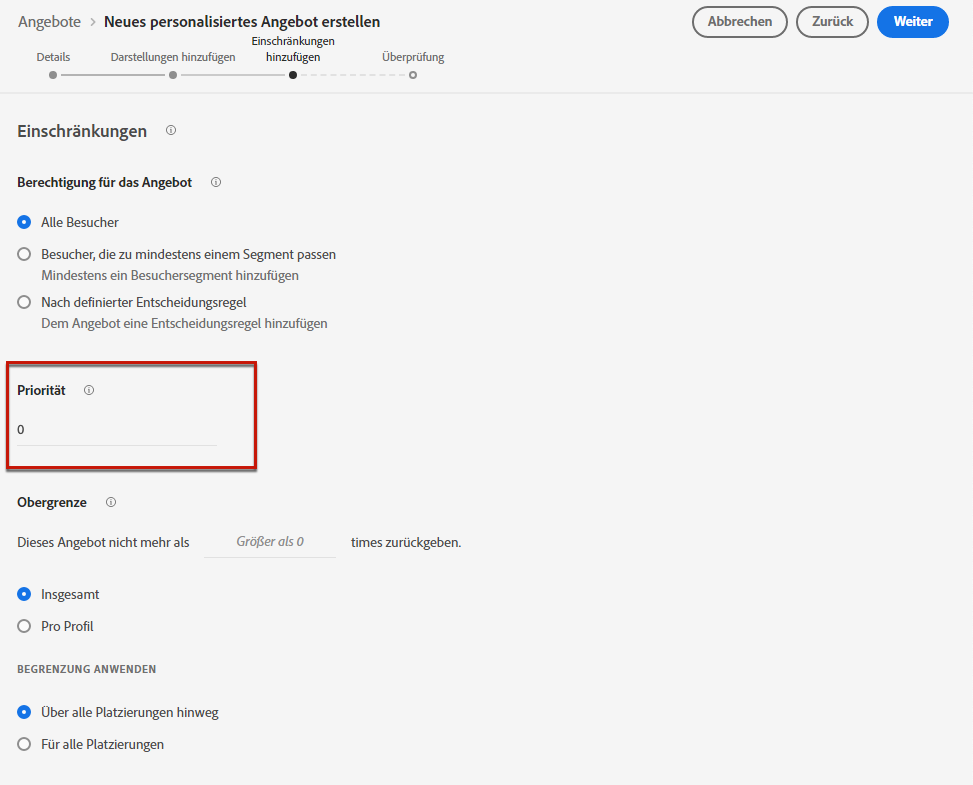 Angebote > Neues personalisiertes Angebot erstellen
Abbrechen
Zurück
Weiter
Details
Darstellungen hinzufügen
Einschränkungen
hinzufügen
Überprüfung
Einschränkungen
Berechtigung für das Angebot
Alle Besucher
Besucher, die zu mindestens einem Segment passen
Mindestens ein Besuchersegment hinzufügen
Nach definierter Entscheidungsregel
Dem Angebot eine Entscheidungsregel hinzufügen
Priorität
0
Obergrenze
Dieses Angebot nicht mehr als Größer als 0 times zurückgeben.
Insgesamt
Pro Profil
BEGRENZUNG ANWENDEN
Über alle Platzierungen hinweg
Für alle Platzierungen